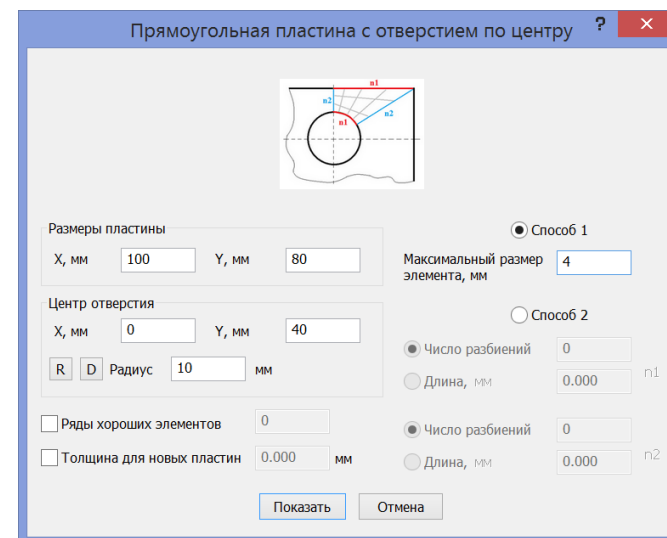 Прямоугольная пластина с отверстием по центру ? ×
n1
n2
n2
n1
Размеры пластины
X, мм 100 Y, мм 80
Центр отверстия
X, мм 0 Y, мм 40
R D Радиус 10 мм
Ряды хороших элементов 0
Толщина для новых пластин 0.000 мм
Способ 1
Максимальный размер 4
элемента, мм
Способ 2
Число разбиений 0
Длина, мм 0.000 n1
Число разбиений 0
Длина, мм 0.000 n2
Показать Отмена